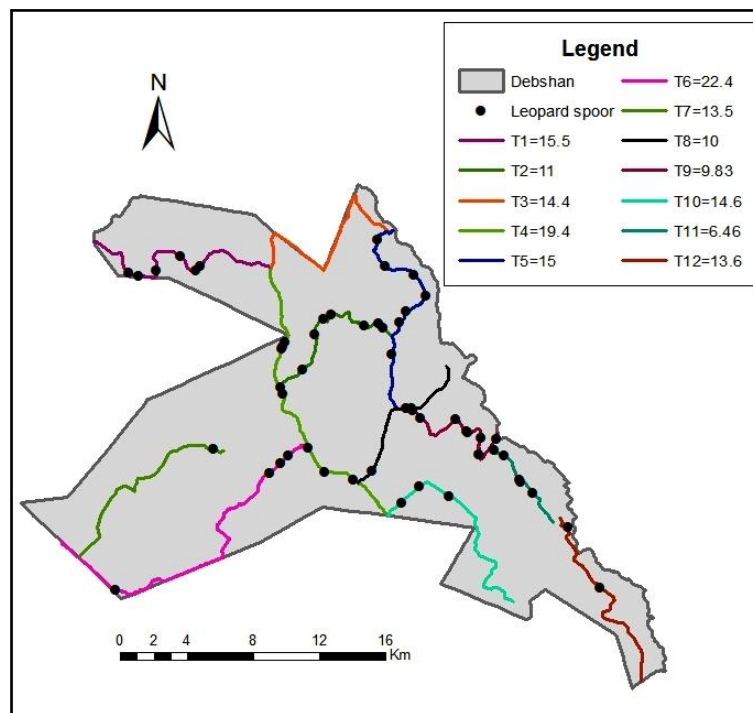 Legend
Debshan
Leopard spoor
T1=15.5
T2=11
T3=14.4
T4=19.4
T5=15
T6=22.4
T7=13.5
T8=10
T9=9.83
T10=14.6
T11=6.46
T12=13.6
N
0 2 4 8 12 16
Km